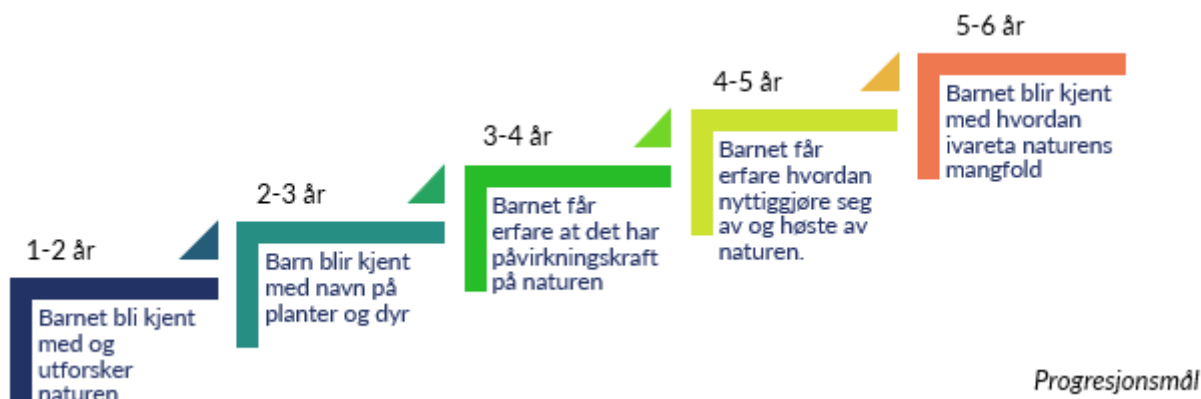 1-2 år
Barnet bli kjent
med og
utforsker
naturen
2-3 år
Barn blir kjent
med navn på
planter og dyr
3-4 år
Barnet får
erfare at det har
påvirkningskraft
på naturen
4-5 år
Barnet får
erfare hvordan
nyttiggjøre seg
av og høste av
naturen.
5-6 år
Barnet blir kjent
med hvordan
ivareta naturens
mangfold
Progresjonsmål